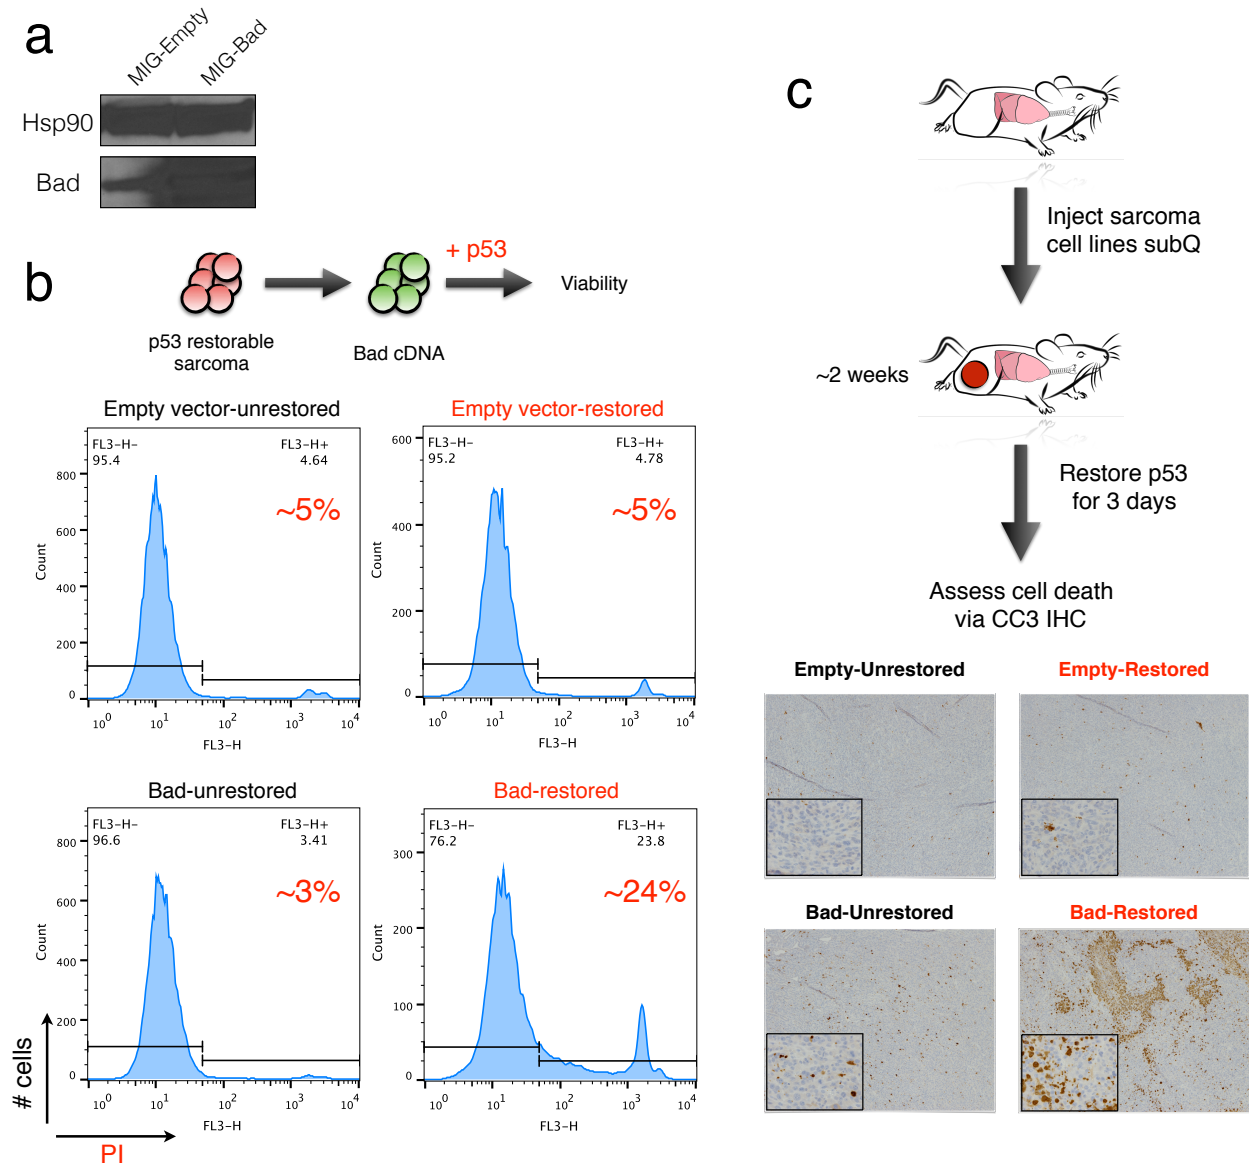 a
MIG-Empty
MIG-Bad
Hsp90
Bad
b
p53 restorable
sarcoma
Bad cDNA
+ p53
Viability
Empty vector-unrestored
FL3-H-
95.4
FL3-H+
4.64
~5%
800
600
400
200
0
Count
10^0 10^1 10^2 10^3 10^4
FL3-H
Empty vector-restored
FL3-H-
95.2
FL3-H+
4.78
~5%
600
400
200
0
Count
10^0 10^1 10^2 10^3 10^4
FL3-H
Bad-unrestored
FL3-H-
96.6
FL3-H+
3.41
~3%
800
600
400
200
0
Count
10^0 10^1 10^2 10^3 10^4
FL3-H
# cells
PI
Bad-restored
FL3-H-
76.2
FL3-H+
23.8
~24%
300
200
100
0
Count
10^0 10^1 10^2 10^3 10^4
FL3-H
c
Inject sarcoma
cell lines subQ
~2 weeks
Restore p53
for 3 days
Assess cell death
via CC3 IHC
Empty-Unrestored
Empty-Restored
Bad-Unrestored
Bad-Restored